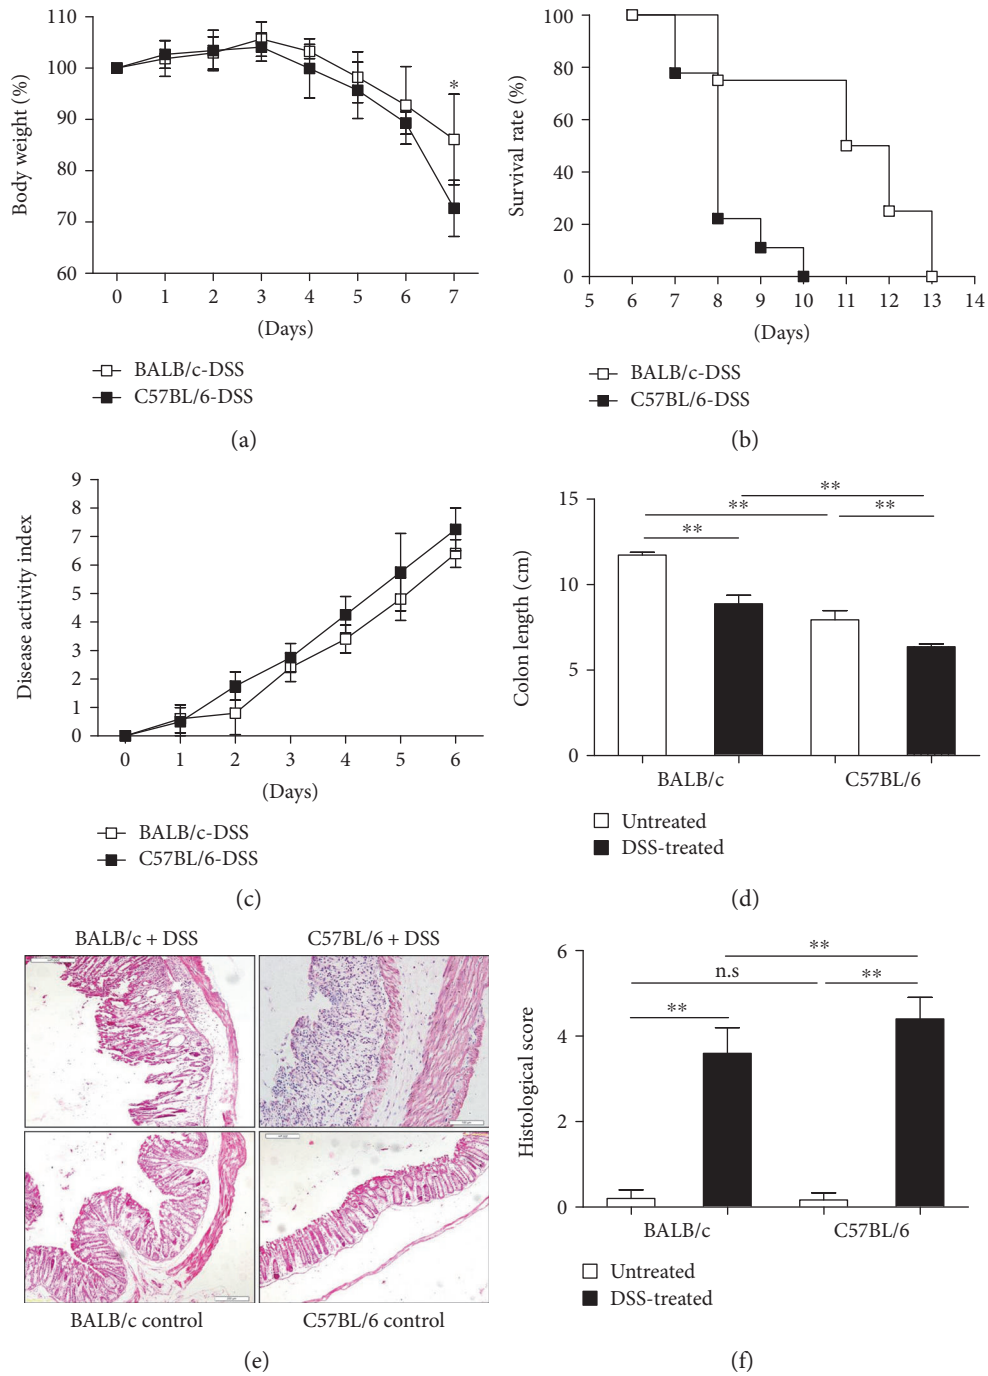 110
100
90
80
70
60
Body weight (%)
*
0 1 2 3 4 5 6 7
(Days)
BALB/c-DSS
C57BL/6-DSS
(a)
100
80
60
40
20
0
Survival rate (%)
5 6 7 8 9 10 11 12 13 14
(Days)
BALB/c-DSS
C57BL/6-DSS
(b)
9
8
7
6
5
4
3
2
1
0
Disease activity index
0 1 2 3 4 5 6
(Days)
BALB/c-DSS
C57BL/6-DSS
(c)
15
10
5
0
Colon length (cm)
**
** **
**
BALB/c C57BL/6
Untreated
DSS-treated
(d)
BALB/c + DSS C57BL/6 + DSS
BALB/c control C57BL/6 control
(e)
6
4
2
0
Histological score
**
n.s **
**
BALB/c C57BL/6
Untreated
DSS-treated
(f)